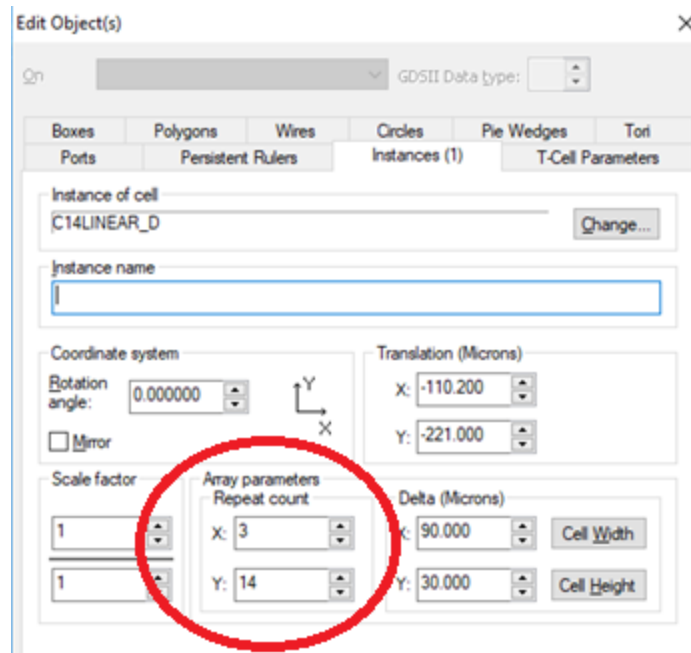 Edit Object(s)
On GDSII Data type:
Boxes Polygons Wires Circles Pie Wedges Tori
Ports Persistent Rulers Instances (1) T-Cell Parameters
Instance of cell
C14LINEAR_D Change...
Instance name
Coordinate system Translation (Microns)
Rotation angle: 0.000000 Y X: -110.200
X
Mirror Y: -221.000
Scale factor Array parameters
Repeat count Delta (Microns)
1 X: 3 X: 90.000 Cell Width
1 Y: 14 Y: 30.000 Cell Height